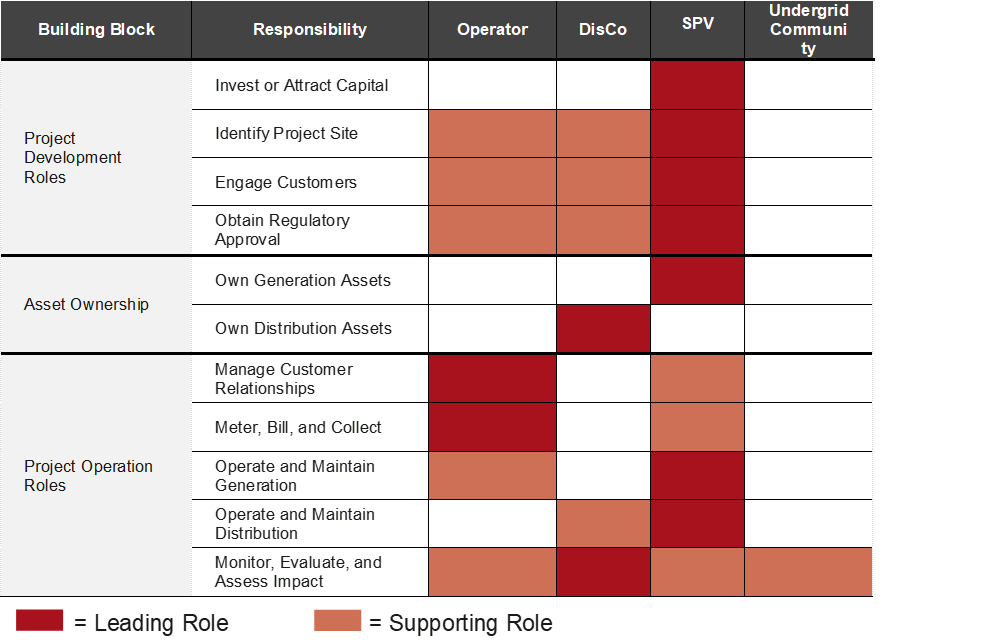 Building Block
Responsibility
Operator
DisCo
SPV
Undergrid
Communi
ty
Project
Development
Roles
Invest or Attract Capital
Identify Project Site
Engage Customers
Obtain Regulatory
Approval
Asset Ownership
Own Generation Assets
Own Distribution Assets
Project Operation
Roles
Manage Customer
Relationships
Meter, Bill, and Collect
Operate and Maintain
Generation
Operate and Maintain
Distribution
Monitor, Evaluate, and
Assess Impact
= Leading Role
= Supporting Role